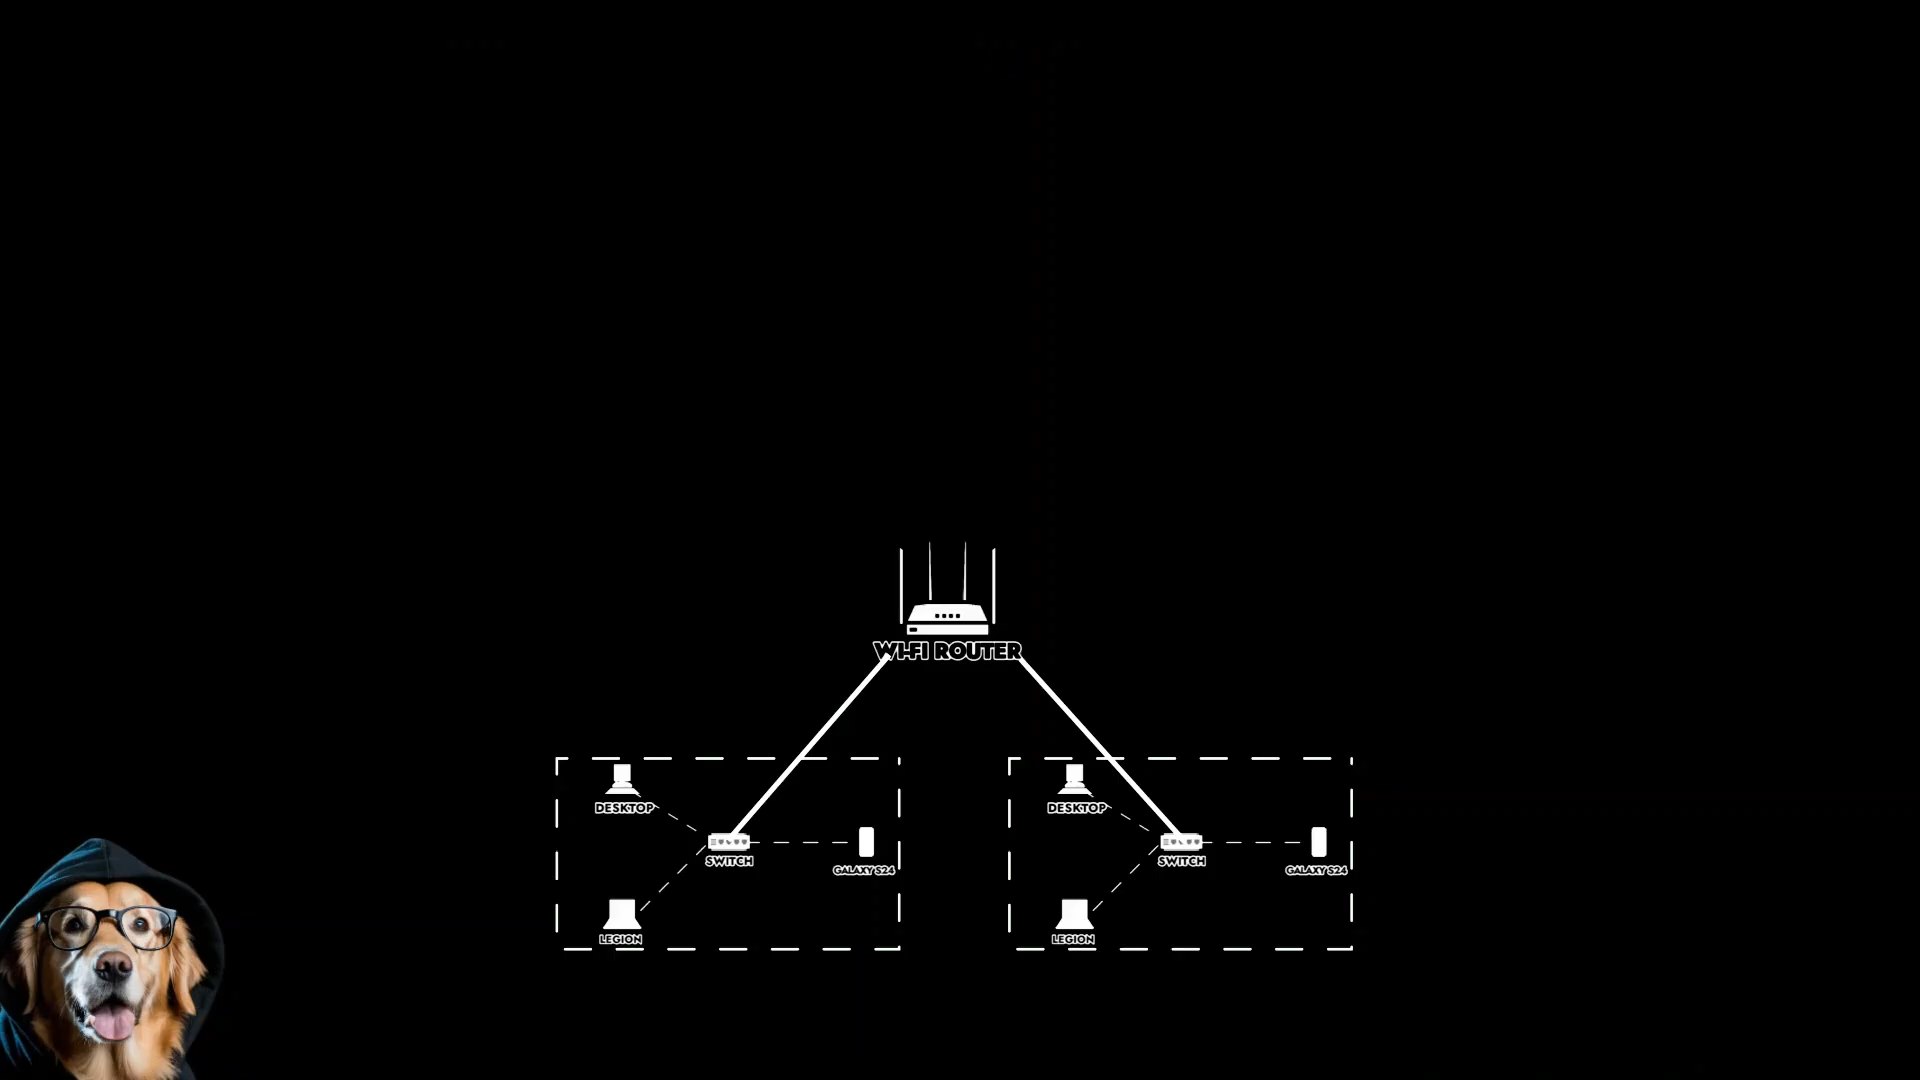 WI-FI ROUTER
DESKTOP
SWITCH
GALAXY S24
LEGION
DESKTOP
SWITCH
GALAXY S24
LEGION